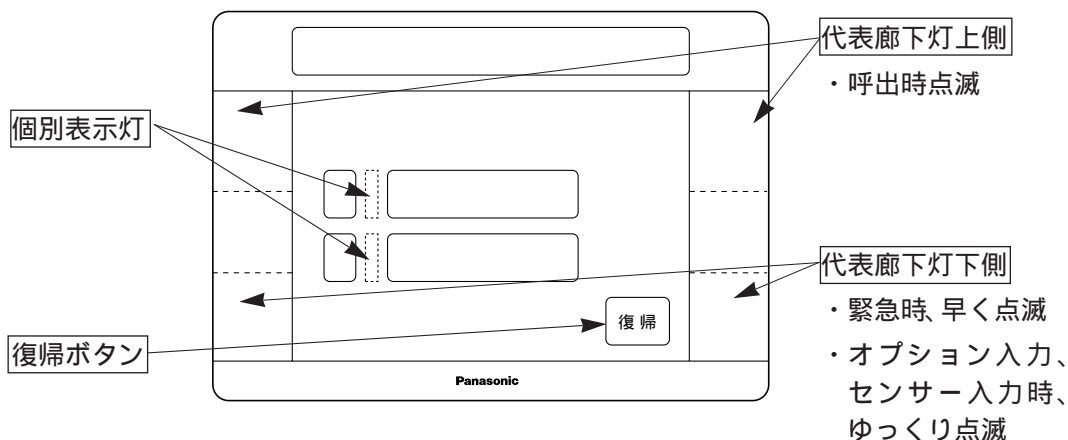 代表廊下灯上側
・呼出時点滅
個別表示灯
代表廊下灯下側
・緊急時、早く点滅
復帰
復帰ボタン
・オプション入力、
センサー入力時、
ゆっくり点滅
Panasonic